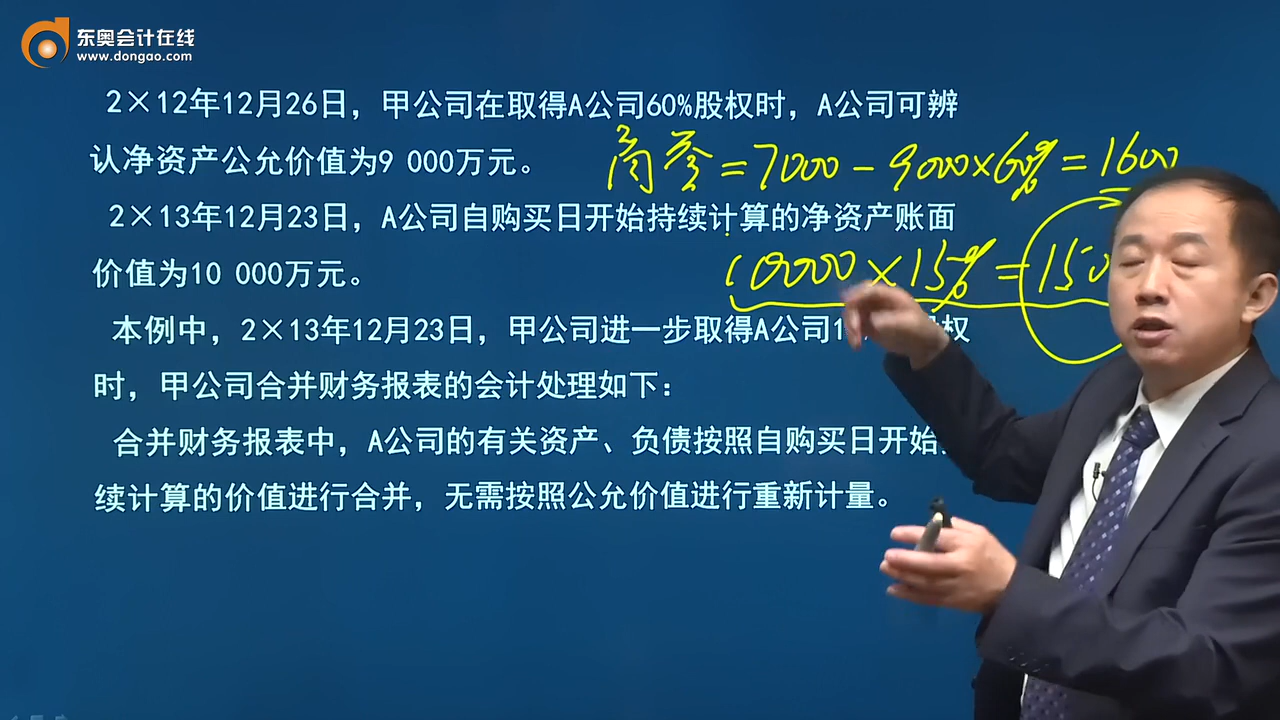 东奥会计在线
www.dongao.com
2×12年12月26日，甲公司在取得A公司60%股权时，A公司可辨
认净资产公允价值为9 000万元。
商誉=7000-9000×60%=1600
2×13年12月23日，A公司自购买日开始持续计算的净资产账面
价值为10 000万元。
10000×15%=150
本例中，2×13年12月23日，甲公司进一步取得A公司1 权
时，甲公司合并财务报表的会计处理如下：
合并财务报表中，A公司的有关资产、负债按照自购买日开始
续计算的价值进行合并，无需按照公允价值进行重新计量。